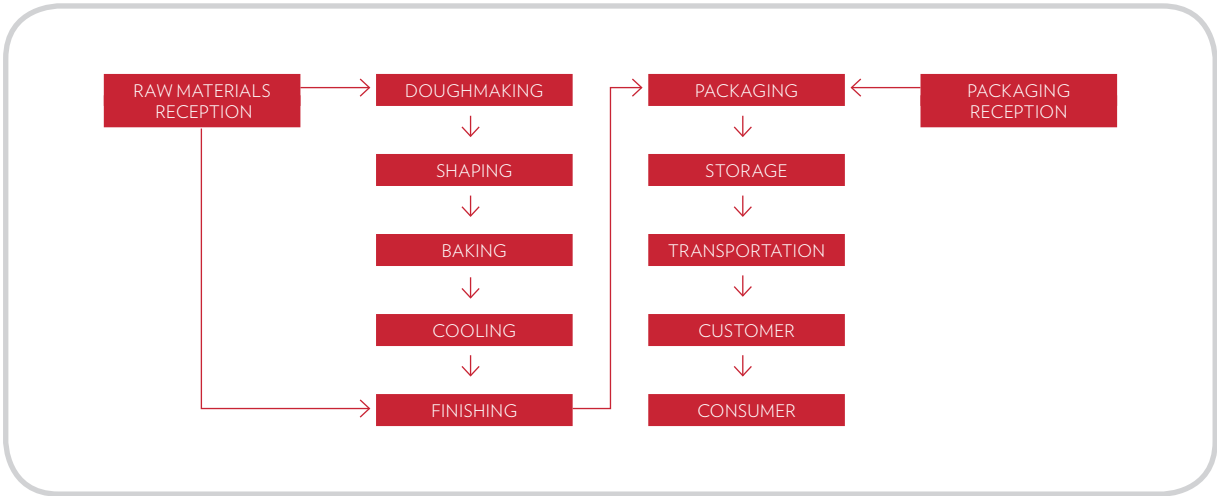 RAW MATERIALS
RECEPTION
DOUGHMAKING
SHAPING
BAKING
COOLING
FINISHING
PACKAGING
STORAGE
TRANSPORTATION
CUSTOMER
CONSUMER
PACKAGING
RECEPTION